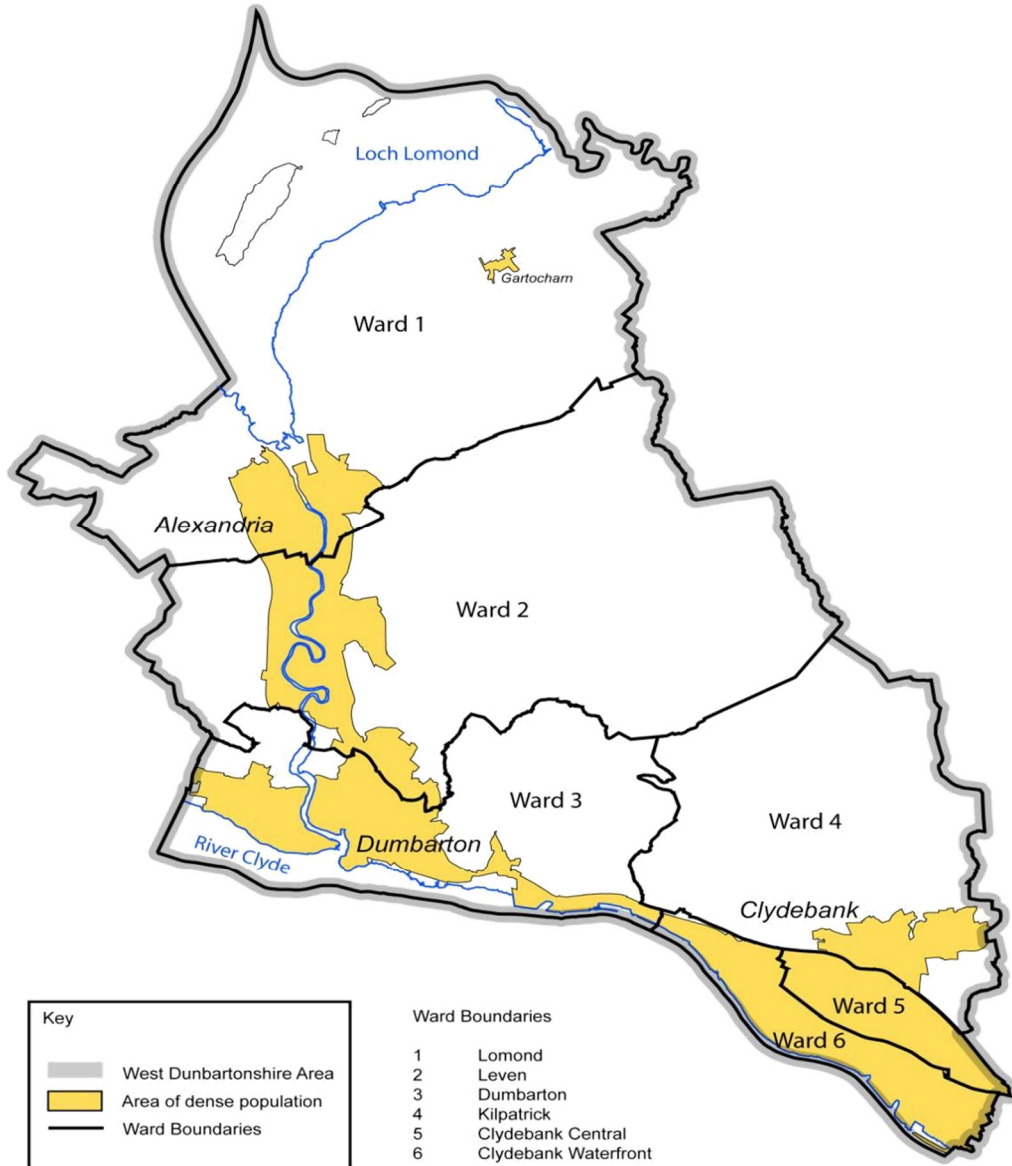 Loch Lomond
Gartocharn
Ward 1
Alexandria
Ward 2
Ward 3
Ward 4
Dumbarton
River Clyde
Clydebank
Ward 5
Ward 6
Key
West Dunbartonshire Area
Area of dense population
Ward Boundaries
Ward Boundaries
1 Lomond
2 Leven
3 Dumbarton
4 Kilpatrick
5 Clydebank Central
6 Clydebank Waterfront